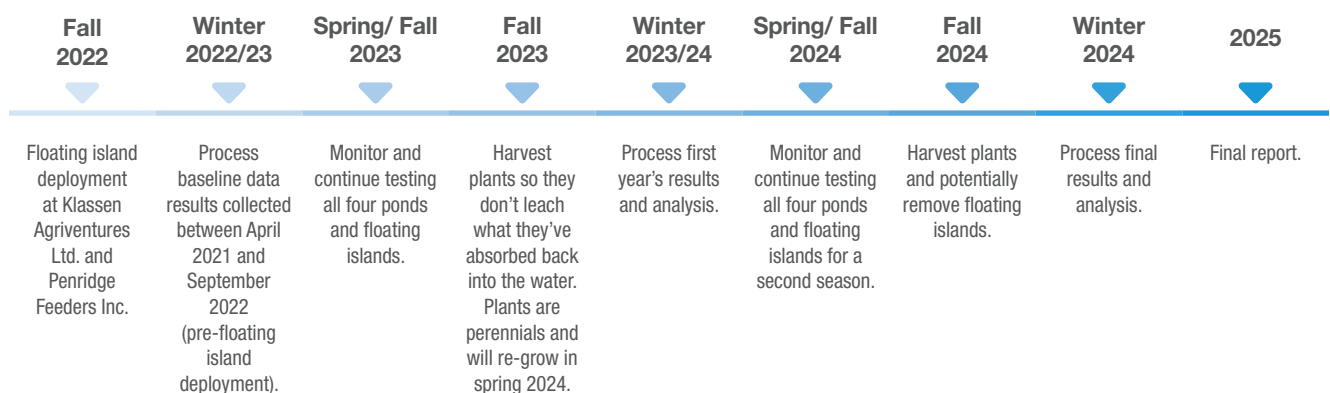 Fall
2022
Winter
2022/23
Spring/ Fall
2023
Fall
2023
Winter
2023/24
Spring/ Fall
2024
Fall
2024
Winter
2024
2025
Floating island
deployment
at Klassen
Agriventures
Ltd. and
Penridge
Feeders Inc.
Process
baseline data
results collected
between April
2021 and
September
2022
(pre-floating
island
deployment).
Monitor and
continue testing
all four ponds
and floating
islands.
Harvest
plants so they
don’t leach
what they’ve
absorbed back
into the water.
Plants are
perennials and
will re-grow in
spring 2024.
Process first
year’s results
and analysis.
Monitor and
continue testing
all four ponds
and floating
islands for a
second season.
Harvest plants
and potentially
remove floating
islands.
Process final
results and
analysis.
Final report.